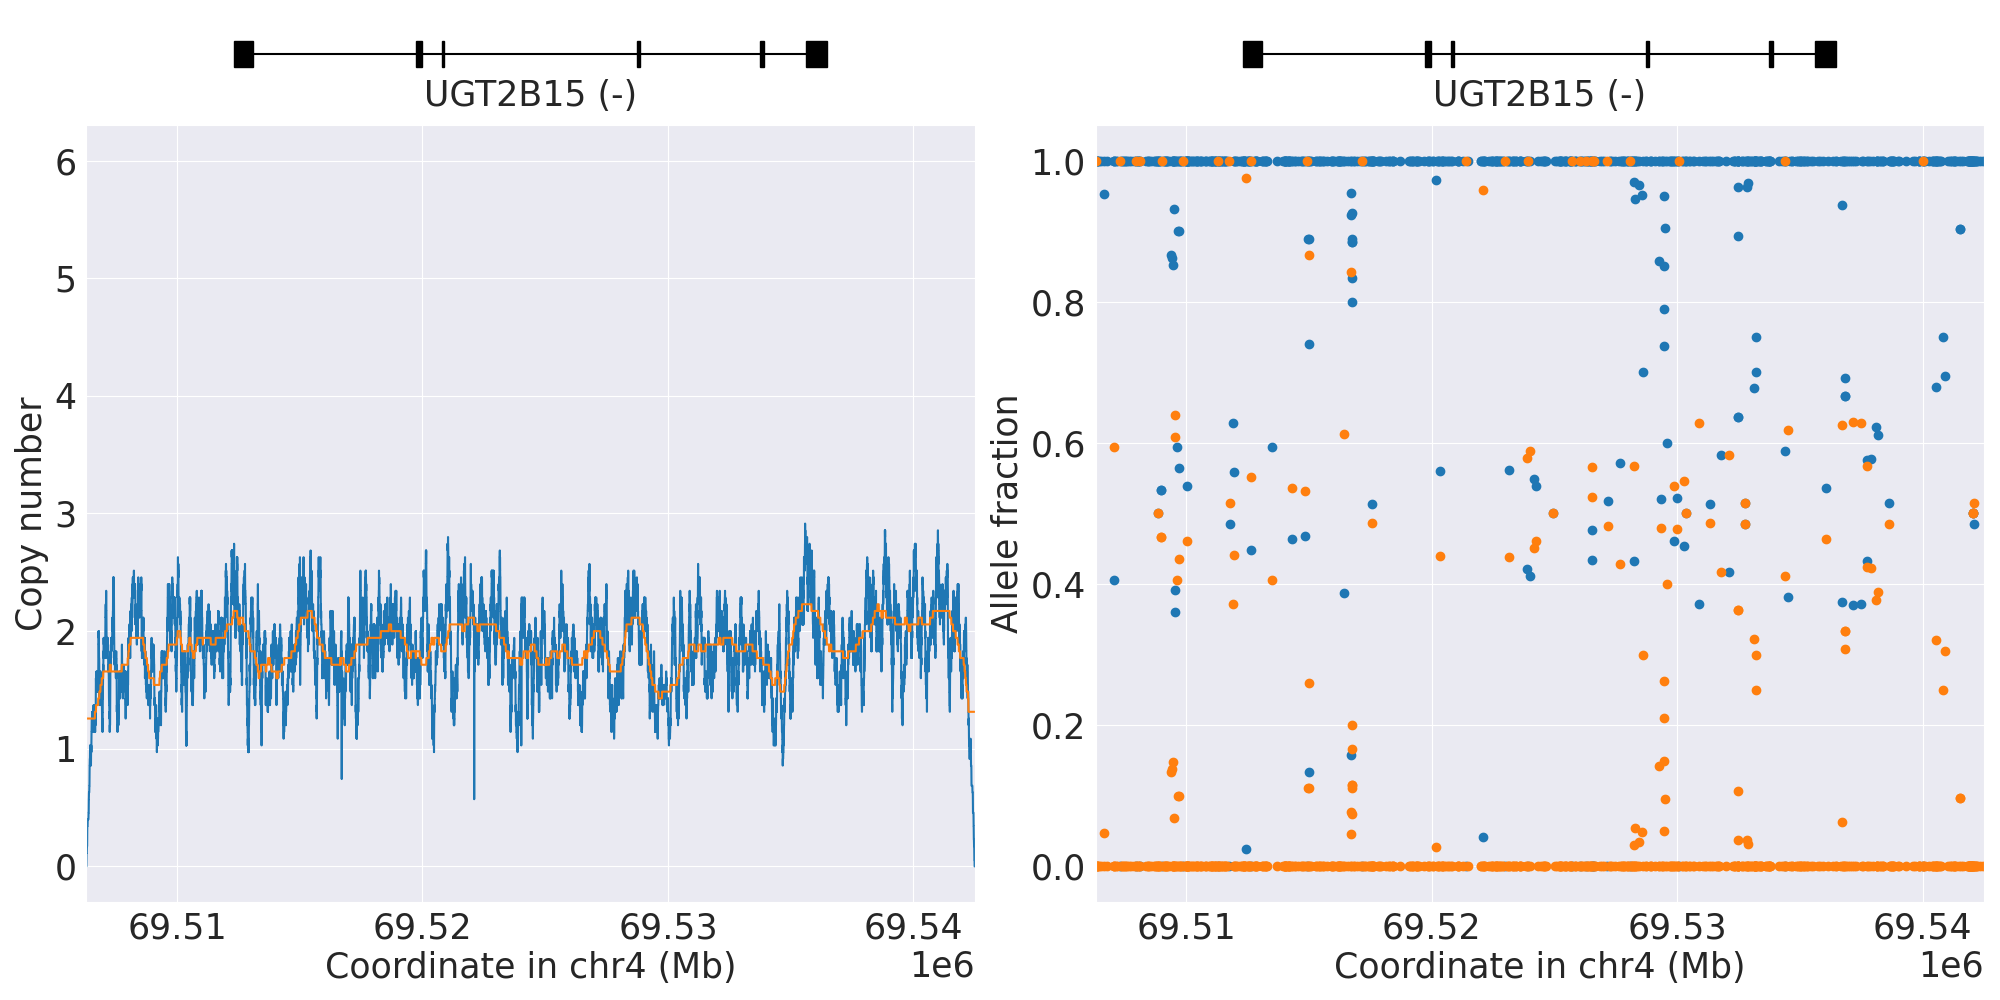 UGT2B15 (-)
6
5
4
3
2
1
0
Copy number
69.51 69.52 69.53 69.54
Coordinate in chr4 (Mb)
1e6
UGT2B15 (-)
1.0
0.8
0.6
0.4
0.2
0.0
Allele fraction
69.51 69.52 69.53 69.54
Coordinate in chr4 (Mb)
1e6